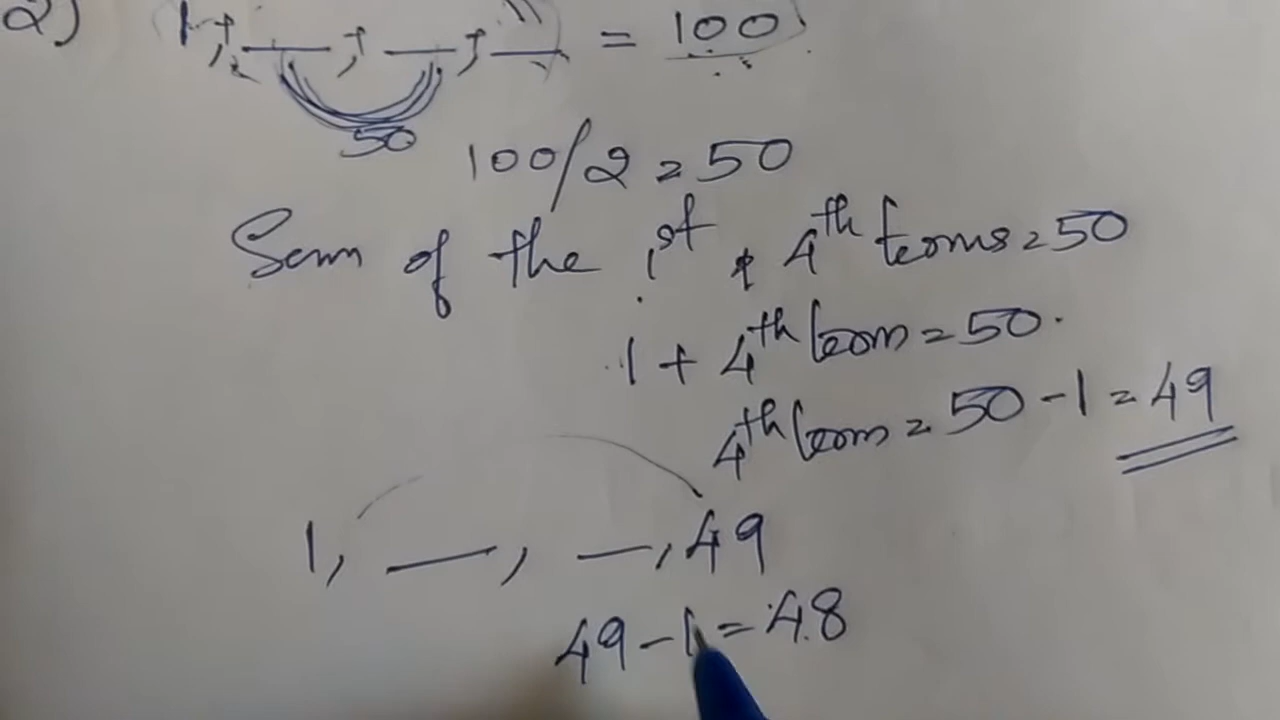 2) 1 + , ___ , + ___ , + ___ = 100
50
100/2 = 50
Sum of the 1st & 4th terms = 50
1 + 4th term = 50.
4th term = 50 - 1 = 49
1, ___, ___, 49
49 - 1 = 48